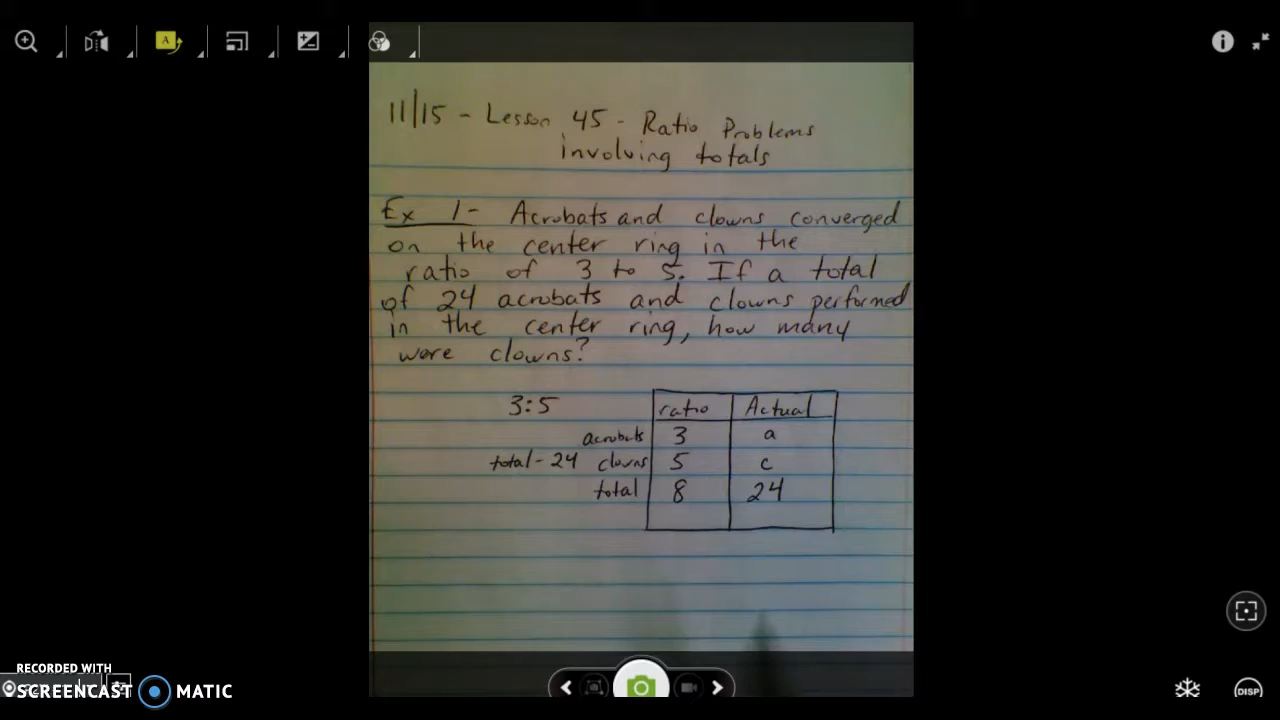 11/15 - Lesson 45 - Ratio Problems
involving totals
Ex 1 - Acrobats and clowns converged
on the center ring in the
ratio of 3 to 5. If a total
of 24 acrobats and clowns performed
in the center ring, how many
were clowns?
3:5
ratio Actual
acrobats 3 a
total - 24 clowns 5 c
total 8 24
A
RECORDED WITH
SCREENCAST MATIC
DISP